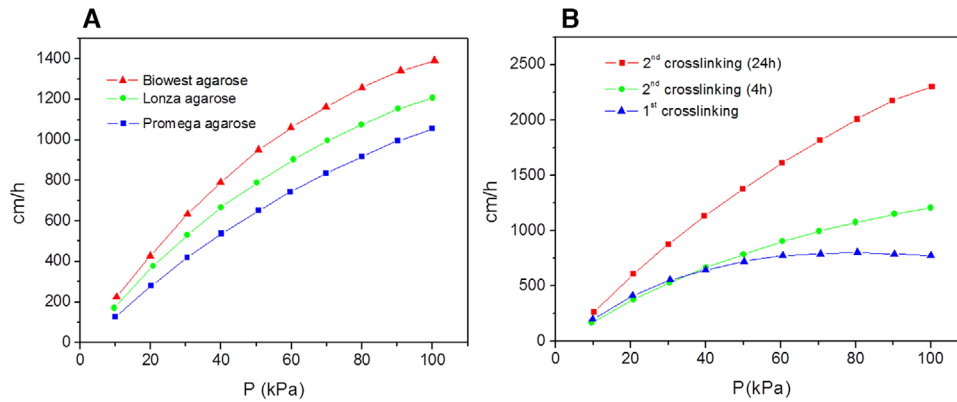 A
1400
1200
1000
800
600
400
200
0
cm/h
Biowest agarose
Lonza agarose
Promega agarose
0 20 40 60 80 100
P (kPa)
B
2500
2000
1500
1000
500
0
cm/h
2nd crosslinking (24h)
2nd crosslinking (4h)
1st crosslinking
0 20 40 60 80 100
P(kPa)